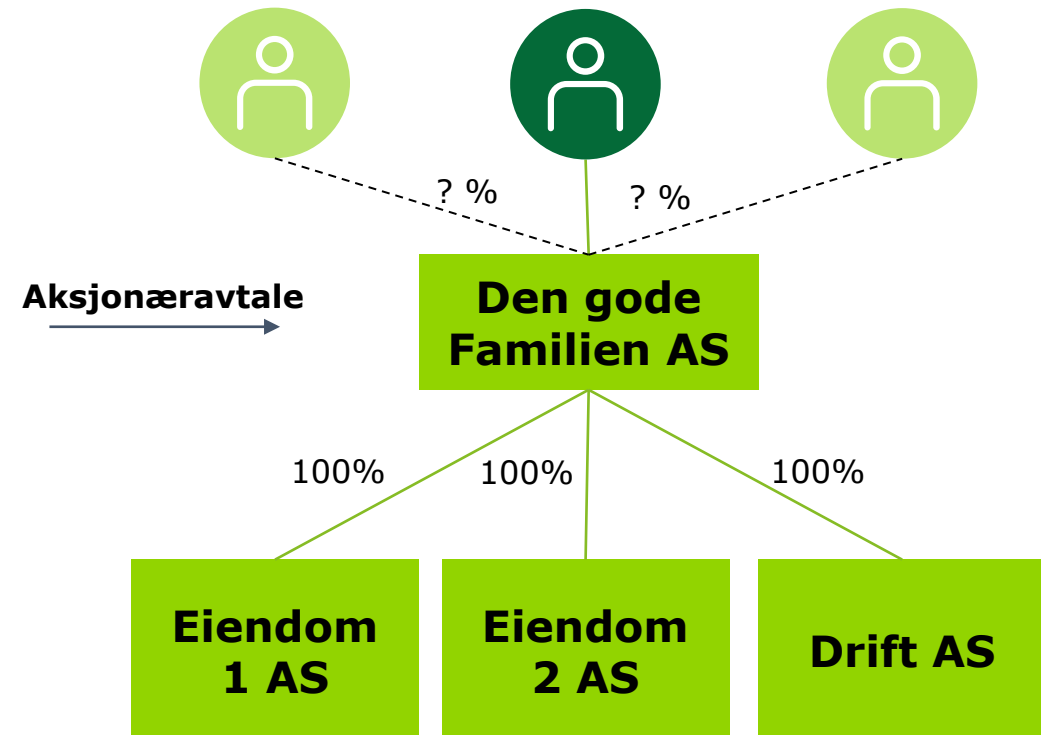 ? %
? %
Aksjonæravtale
Den gode
Familien AS
100%
100%
100%
Eiendom
1 AS
Eiendom
2 AS
Drift AS